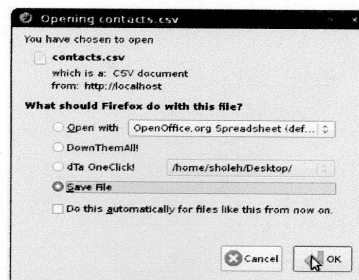 Opening contacts.csv
You have chosen to open
contacts.csv
which is a: CSV document
from: http://localhost
What should Firefox do with this file?
Open with OpenOffice.org Spreadsheet (def...
DownThemAll!
dTa OneClick! /home/sholeh/Desktop/
Save File
Do this automatically for files like this from now on.
Cancel OK